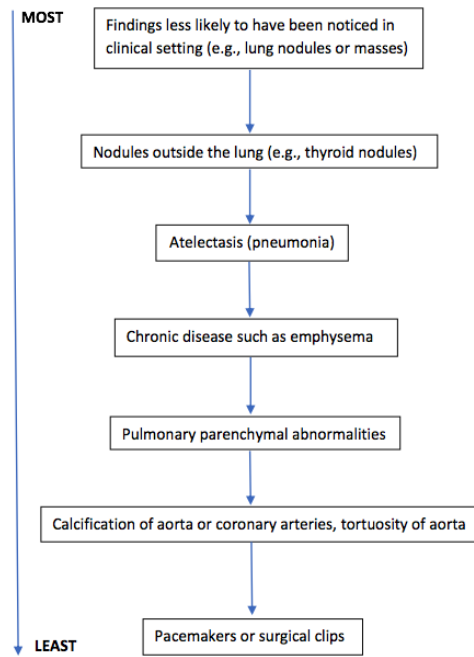 MOST
Findings less likely to have been noticed in
clinical setting (e.g., lung nodules or masses)
Nodules outside the lung (e.g., thyroid nodules)
Atelectasis (pneumonia)
Chronic disease such as emphysema
Pulmonary parenchymal abnormalities
Calcification of aorta or coronary arteries, tortuosity of aorta
Pacemakers or surgical clips
LEAST